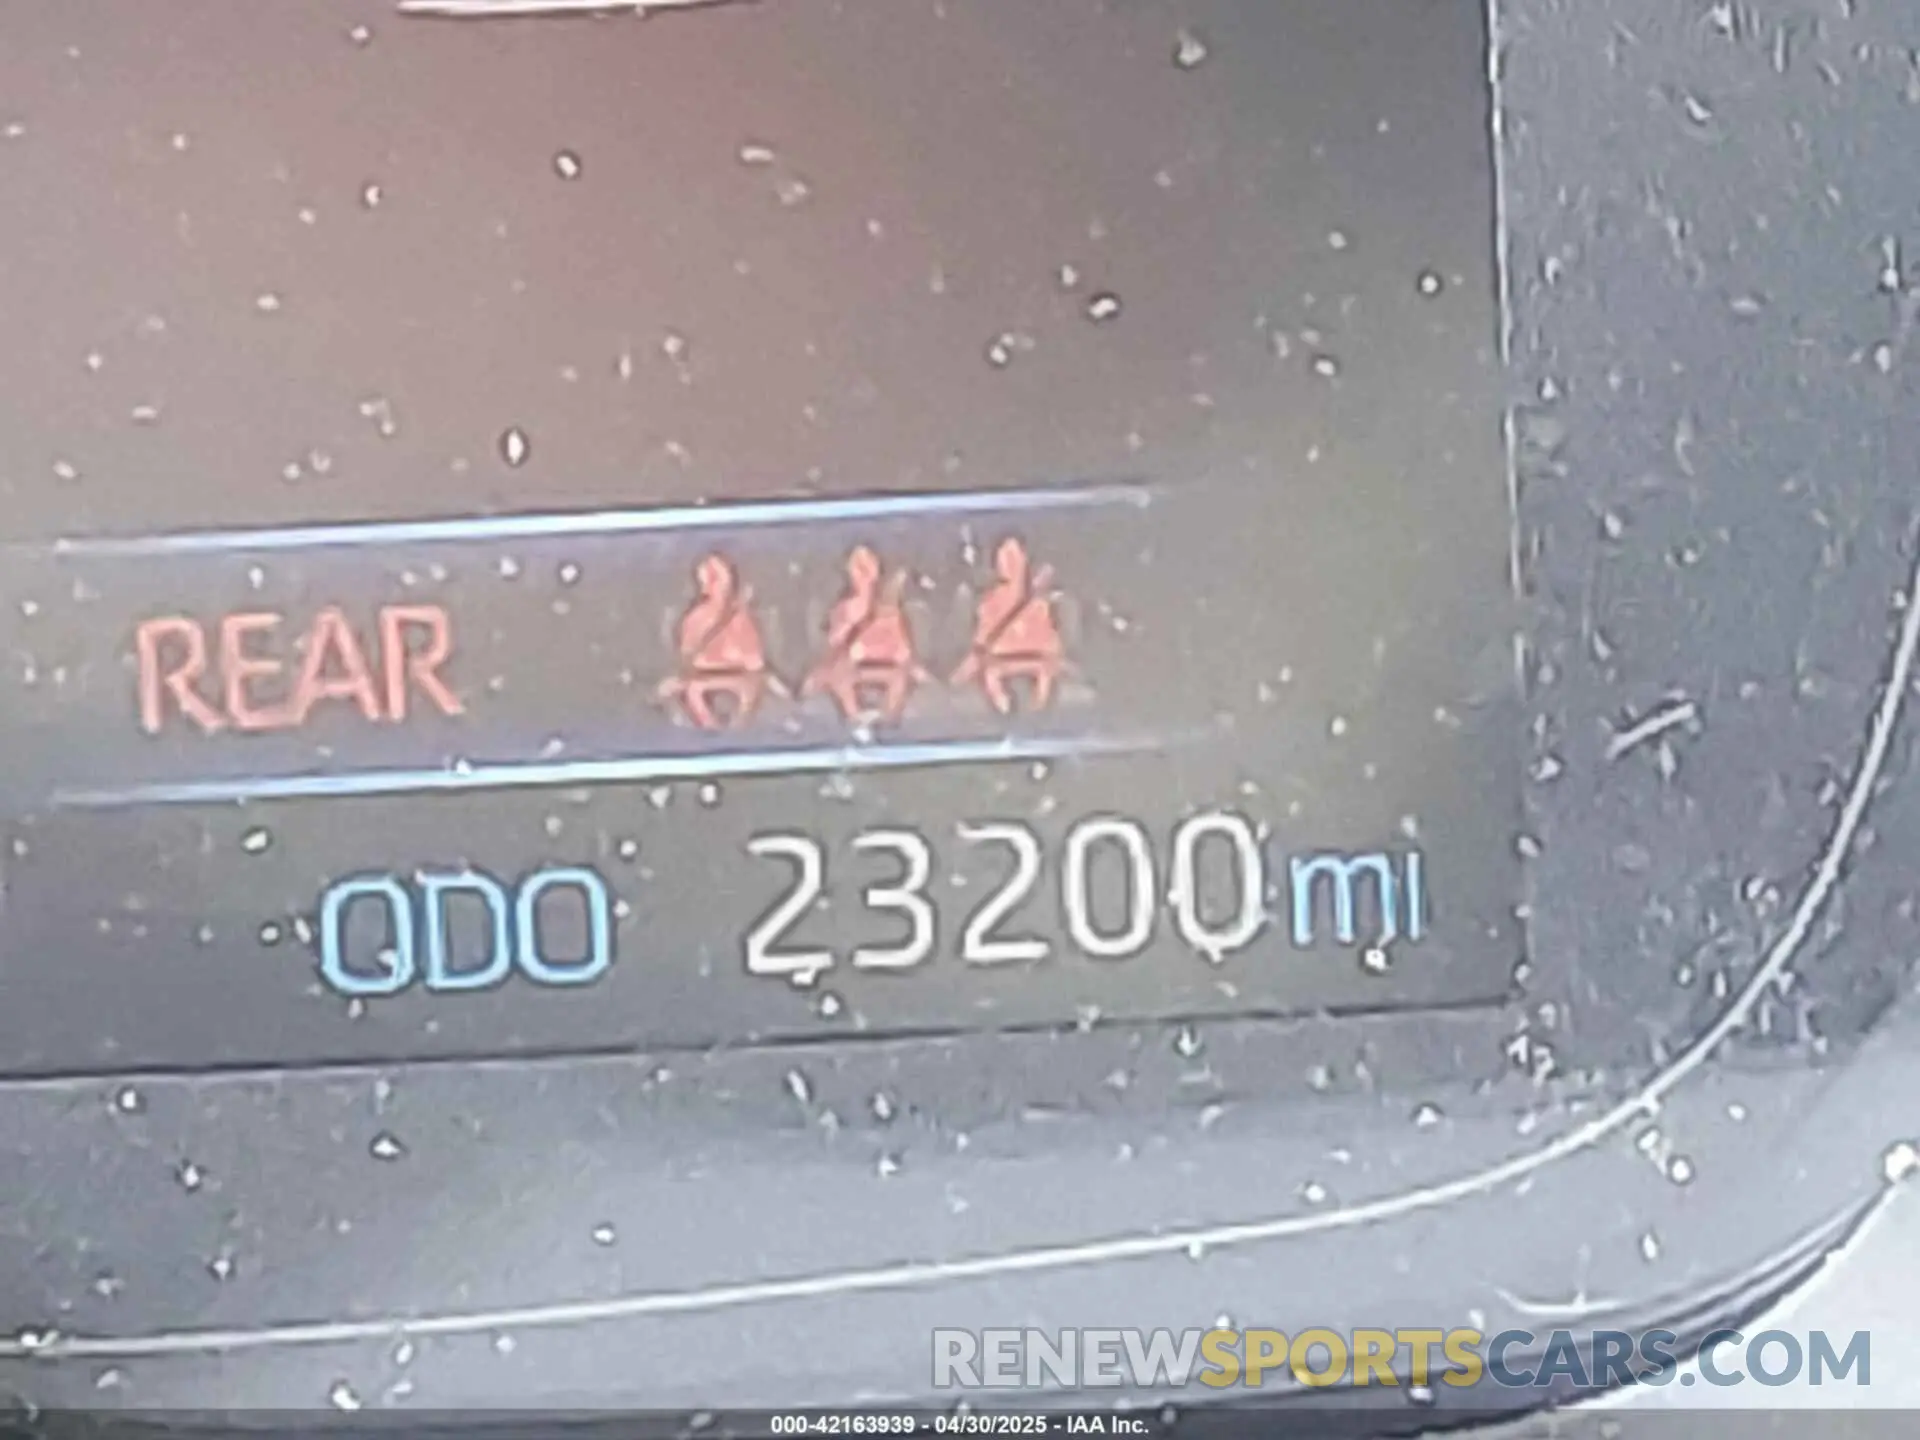 REAR
ODO 23200 mi
RENEWSPORTSCARS.COM
000-42163939 - 04/30/2025 - IAA Inc.